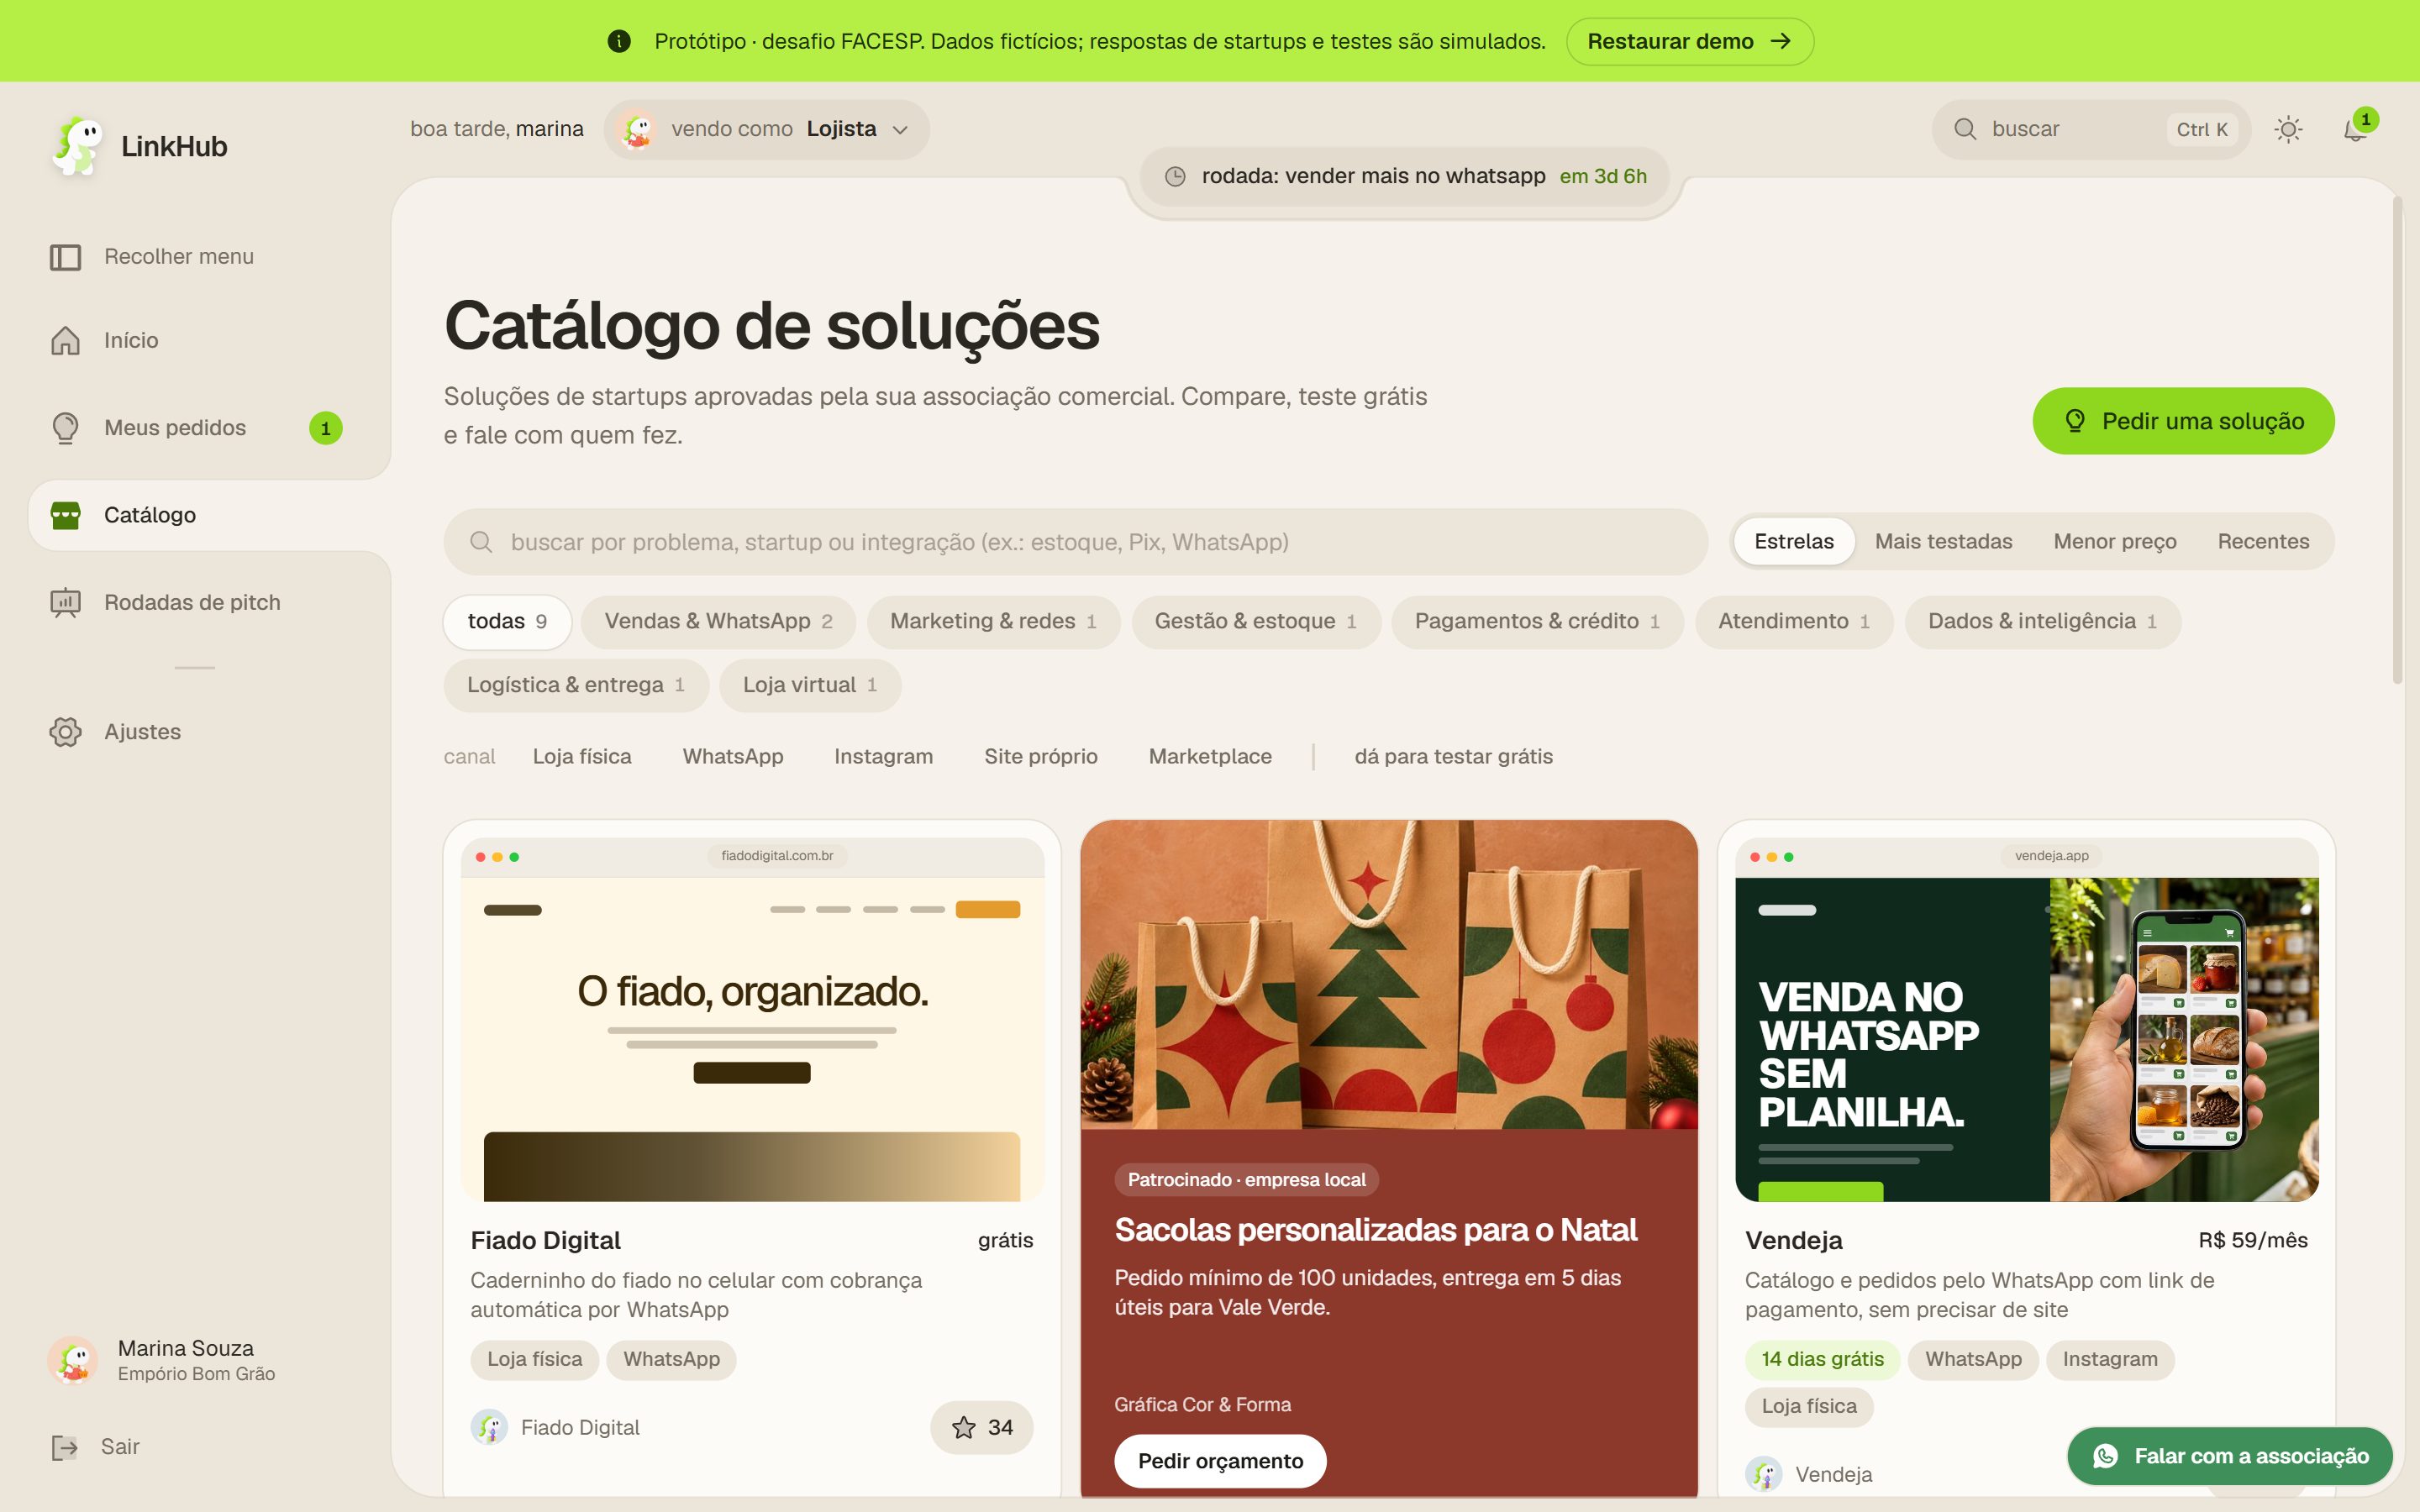 Protótipo · desafio FACESP. Dados fictícios; respostas de startups e testes são simulados.
Restaurar demo
LinkHub
boa tarde, marina
vendo como Lojista
rodada: vender mais no whatsapp em 3d 6h
buscar
Ctrl K
1
Recolher menu
Início
Meus pedidos 1
Catálogo
Rodadas de pitch
Ajustes
Marina Souza
Empório Bom Grão
Sair
Catálogo de soluções
Soluções de startups aprovadas pela sua associação comercial. Compare, teste grátis
e fale com quem fez.
Pedir uma solução
buscar por problema, startup ou integração (ex.: estoque, Pix, WhatsApp)
Estrelas
Mais testadas
Menor preço
Recentes
todas 9
Vendas & WhatsApp 2
Marketing & redes 1
Gestão & estoque 1
Pagamentos & crédito 1
Atendimento 1
Dados & inteligência 1
Logística & entrega 1
Loja virtual 1
canal
Loja física
WhatsApp
Instagram
Site próprio
Marketplace
dá para testar grátis
fiadodigital.com.br
O fiado, organizado.
Fiado Digital
grátis
Caderninho do fiado no celular com cobrança
automática por WhatsApp
Loja física
WhatsApp
Fiado Digital
34
Patrocinado · empresa local
Sacolas personalizadas para o Natal
Pedido mínimo de 100 unidades, entrega em 5 dias
úteis para Vale Verde.
Gráfica Cor & Forma
Pedir orçamento
vendeja.app
VENDA NO
WHATSAPP
SEM
PLANILHA.
Vendeja
R$ 59/mês
Catálogo e pedidos pelo WhatsApp com link de
pagamento, sem precisar de site
14 dias grátis
WhatsApp
Instagram
Loja física
Vendeja
Falar com a associação